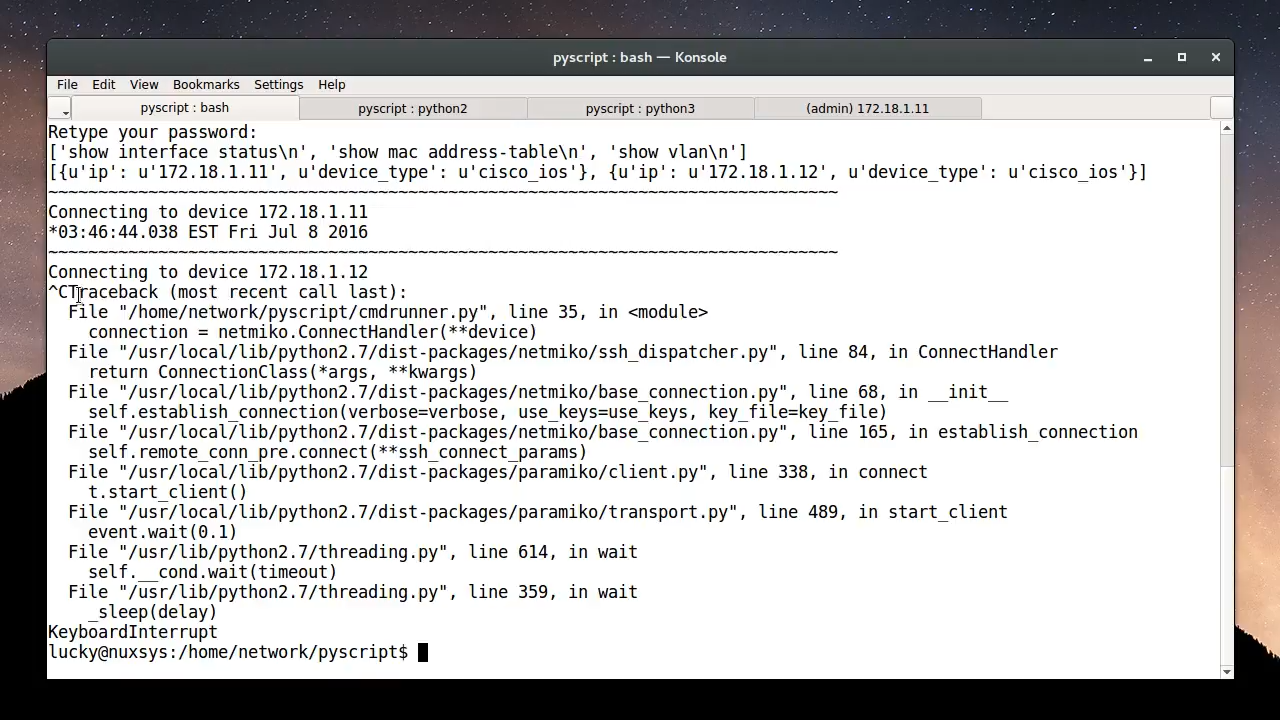 pyscript : bash — Konsole
File Edit View Bookmarks Settings Help
pyscript : bash pyscript : python2 pyscript : python3 (admin) 172.18.1.11
Retype your password:
['show interface status\n', 'show mac address-table\n', 'show vlan\n']
[{u'ip': u'172.18.1.11', u'device_type': u'cisco_ios'}, {u'ip': u'172.18.1.12', u'device_type': u'cisco_ios'}]
~~~~~~~~~~~~~~~~~~~~~~~~~~~~~~~~~~~~~~~~~~~~~~~~~~~~~~~~~~~~~~~~~~~~~~~~~~~~~~~
Connecting to device 172.18.1.11
*03:46:44.038 EST Fri Jul 8 2016
~~~~~~~~~~~~~~~~~~~~~~~~~~~~~~~~~~~~~~~~~~~~~~~~~~~~~~~~~~~~~~~~~~~~~~~~~~~~~~~
Connecting to device 172.18.1.12
^CTraceback (most recent call last):
  File "/home/network/pyscript/cmdrunner.py", line 35, in <module>
    connection = netmiko.ConnectHandler(**device)
  File "/usr/local/lib/python2.7/dist-packages/netmiko/ssh_dispatcher.py", line 84, in ConnectHandler
    return ConnectionClass(*args, **kwargs)
  File "/usr/local/lib/python2.7/dist-packages/netmiko/base_connection.py", line 68, in __init__
    self.establish_connection(verbose=verbose, use_keys=use_keys, key_file=key_file)
  File "/usr/local/lib/python2.7/dist-packages/netmiko/base_connection.py", line 165, in establish_connection
    self.remote_conn_pre.connect(**ssh_connect_params)
  File "/usr/local/lib/python2.7/dist-packages/paramiko/client.py", line 338, in connect
    t.start_client()
  File "/usr/local/lib/python2.7/dist-packages/paramiko/transport.py", line 489, in start_client
    event.wait(0.1)
  File "/usr/lib/python2.7/threading.py", line 614, in wait
    self.__cond.wait(timeout)
  File "/usr/lib/python2.7/threading.py", line 359, in wait
    _sleep(delay)
KeyboardInterrupt
lucky@nuxsys:/home/network/pyscript$